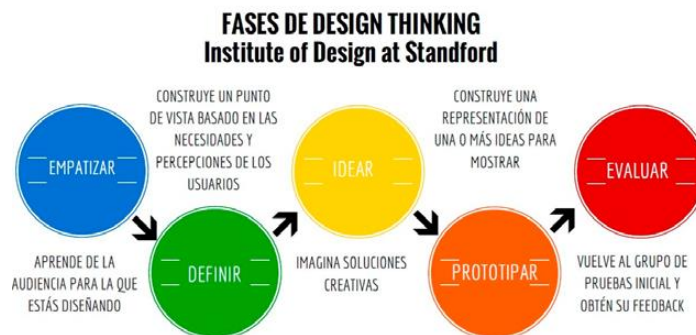 FASES DE DESIGN THINKING
Institute of Design at Standford
EMPATIZAR
APRENDE DE LA
AUDIENCIA PARA LA QUE
ESTÁS DISEÑANDO
CONSTRUYE UN PUNTO
DE VISTA BASADO EN LAS
NECESIDADES Y
PERCEPCIONES DE LOS
USUARIOS
DEFINIR
IDEAR
IMAGINA SOLUCIONES
CREATIVAS
CONSTRUYE UNA
REPRESENTACIÓN DE
UNA O MÁS IDEAS PARA
MOSTRAR
PROTOTIPAR
EVALUAR
VUELVE AL GRUPO DE
PRUEBAS INICIAL Y
OBTÉN SU FEEDBACK